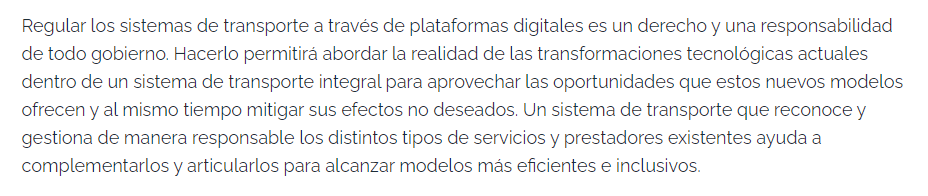 Regular los sistemas de transporte a través de plataformas digitales es un derecho y una responsabilidad
de todo gobierno. Hacerlo permitirá abordar la realidad de las transformaciones tecnológicas actuales
dentro de un sistema de transporte integral para aprovechar las oportunidades que estos nuevos modelos
ofrecen y al mismo tiempo mitigar sus efectos no deseados. Un sistema de transporte que reconoce y
gestiona de manera responsable los distintos tipos de servicios y prestadores existentes ayuda a
complementarlos y articularlos para alcanzar modelos más eficientes e inclusivos.